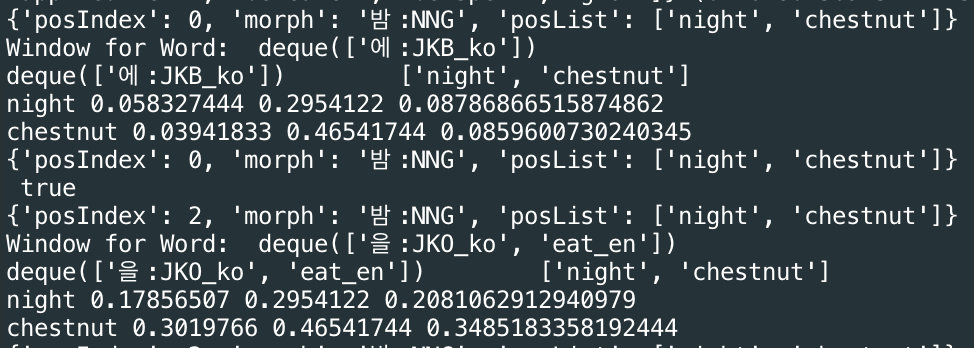 {'posIndex': 0, 'morph': '밤:NNG', 'posList': ['night', 'chestnut']}
Window for Word:  deque(['에:JKB_ko'])
deque(['에:JKB_ko'])        ['night', 'chestnut']
night 0.058327444 0.2954122 0.08786866515874862
chestnut 0.03941833 0.46541744 0.0859600730240345
{'posIndex': 0, 'morph': '밤:NNG', 'posList': ['night', 'chestnut']}
 true
{'posIndex': 2, 'morph': '밤:NNG', 'posList': ['night', 'chestnut']}
Window for Word:  deque(['을:JKO_ko', 'eat_en'])
deque(['을:JKO_ko', 'eat_en'])        ['night', 'chestnut']
night 0.17856507 0.2954122 0.2081062912940979
chestnut 0.3019766 0.46541744 0.3485183358192444